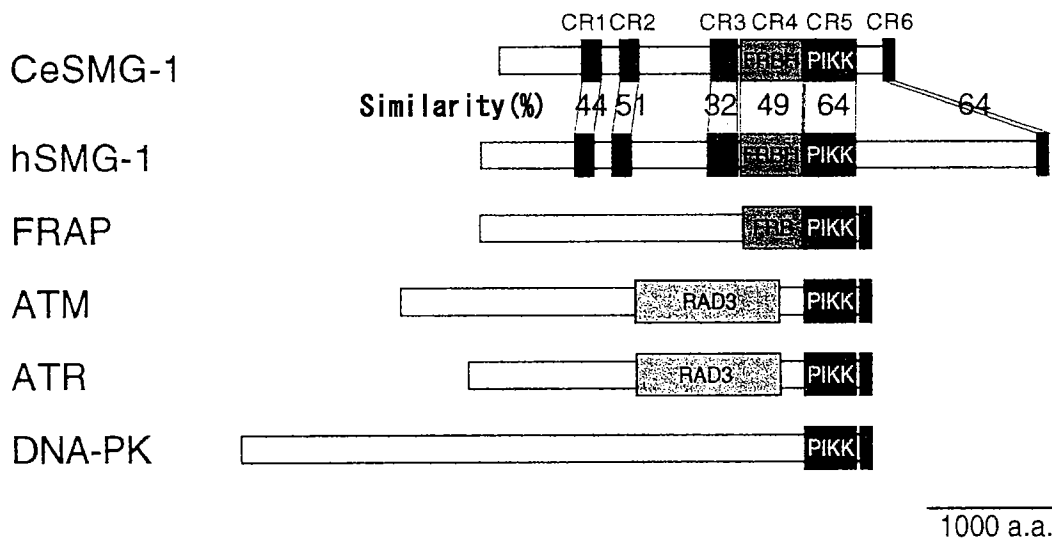 CR1 CR2 CR3 CR4 CR5 CR6
CeSMG-1 FRBH PIKK
Similarity(%) 44 51 32 49 64 64
hSMG-1 FRBH PIKK
FRAP FRB PIKK
ATM RAD3 PIKK
ATR RAD3 PIKK
DNA-PK PIKK
1000 a.a.